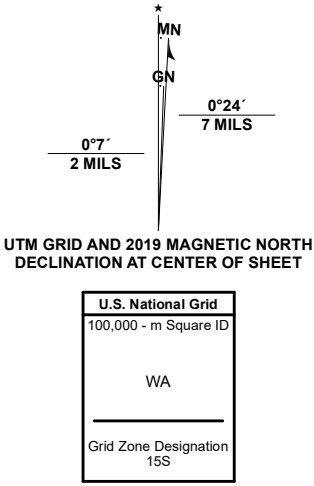 ★
MN
GN
0°24´
7 MILS
0°7´
2 MILS
UTM GRID AND 2019 MAGNETIC NORTH
DECLINATION AT CENTER OF SHEET
U.S. National Grid
100,000 - m Square ID
WA
Grid Zone Designation
15S